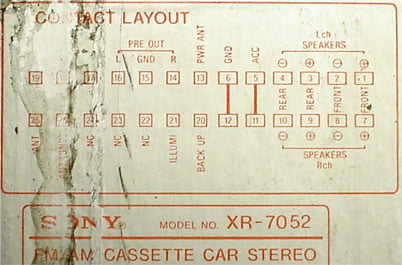 CONTACT LAYOUT
Lch
SPEAKERS
PRE OUT
L GND R
PWR ANT
GND
ACC
19 17 16 15 14 13 6 5 4 3 2 1
REAR REAR FRONT FRONT
26 24 23 22 21 20 12 11 10 9 8 7
ANT
NC
NC
ILLUMI
BACK UP
SPEAKERS
Rch
SONY®
MODEL NO. XR-7052
FM AM CASSETTE CAR STEREO